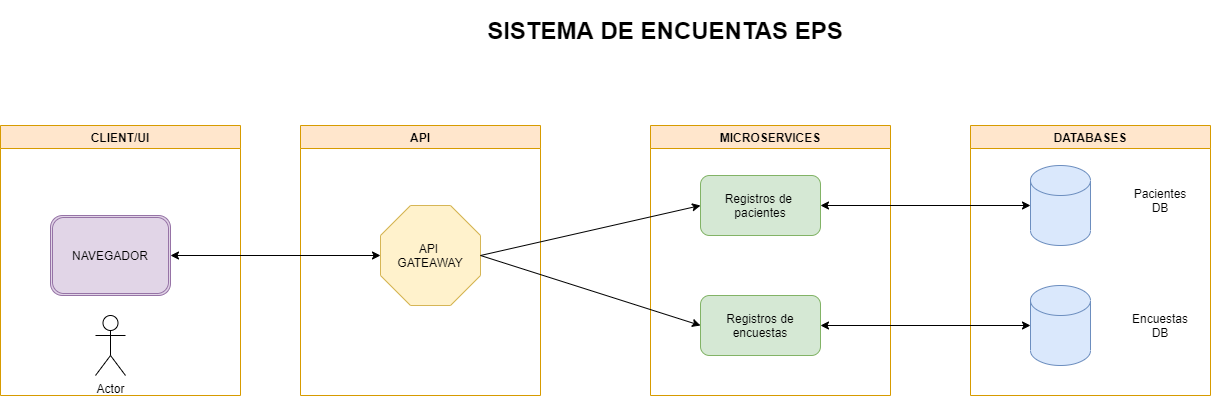 SISTEMA DE ENCUENTAS EPS
CLIENT/UI
API
MICROSERVICES
DATABASES
NAVEGADOR
Actor
API
GATEAWAY
Registros de
pacientes
Registros de
encuestas
Pacientes
DB
Encuestas
DB